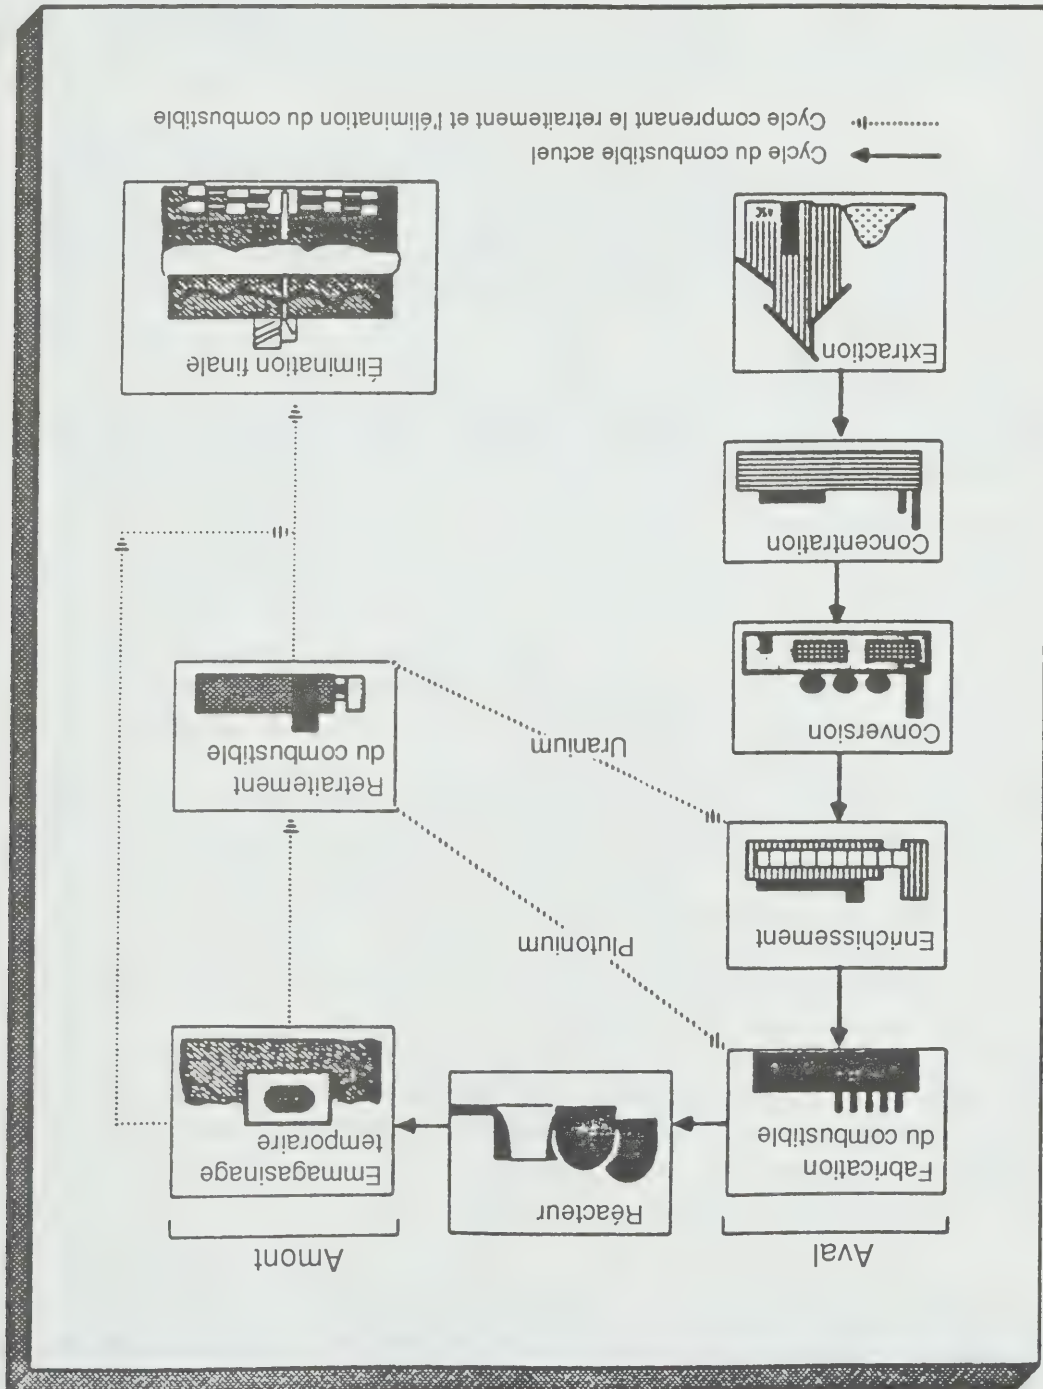 Aval
Amont
Fabrication
du combustible
Réacteur
Emmagasinage
temporaire
Enrichissement
Plutonium
Conversion
Uranium
Retraitement
du combustible
Concentration
Extraction
Élimination finale
Cycle du combustible actuel
Cycle comprenant le retraitement et l'élimination du combustible